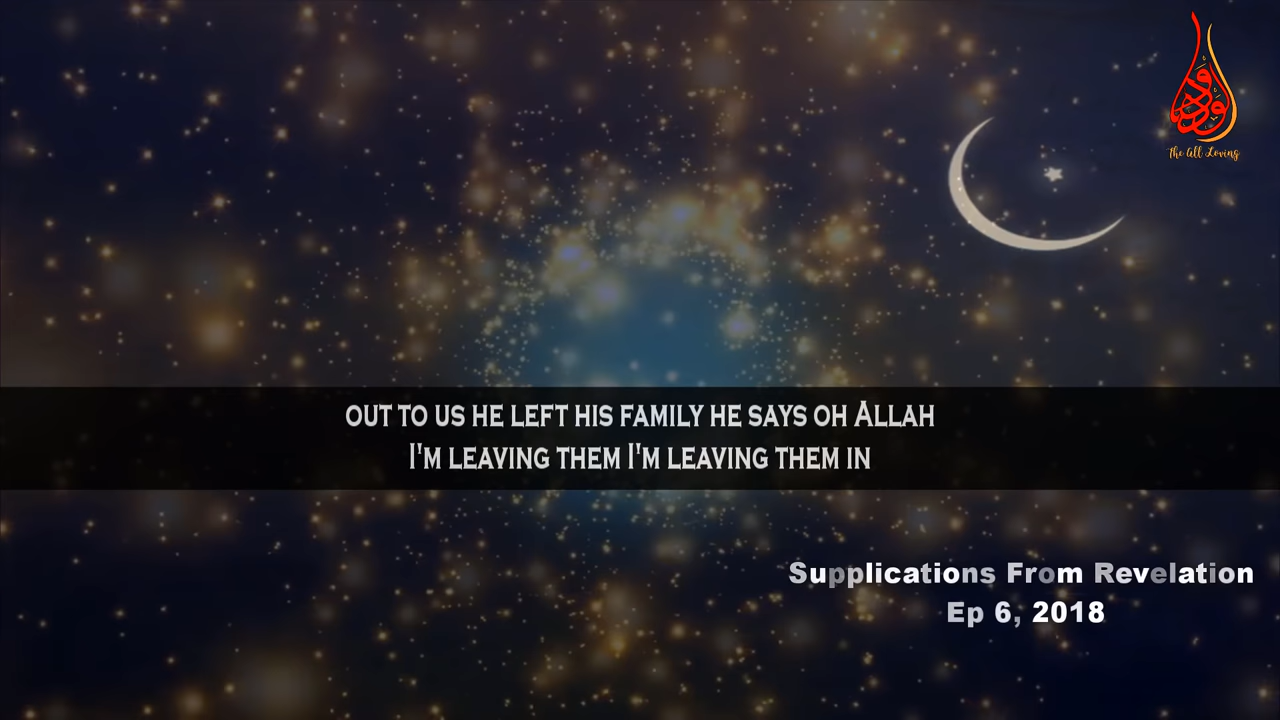 الودود
The All Loving
OUT TO US HE LEFT HIS FAMILY HE SAYS OH ALLAH
I'M LEAVING THEM I'M LEAVING THEM IN
Supplications From Revelation
Ep 6, 2018